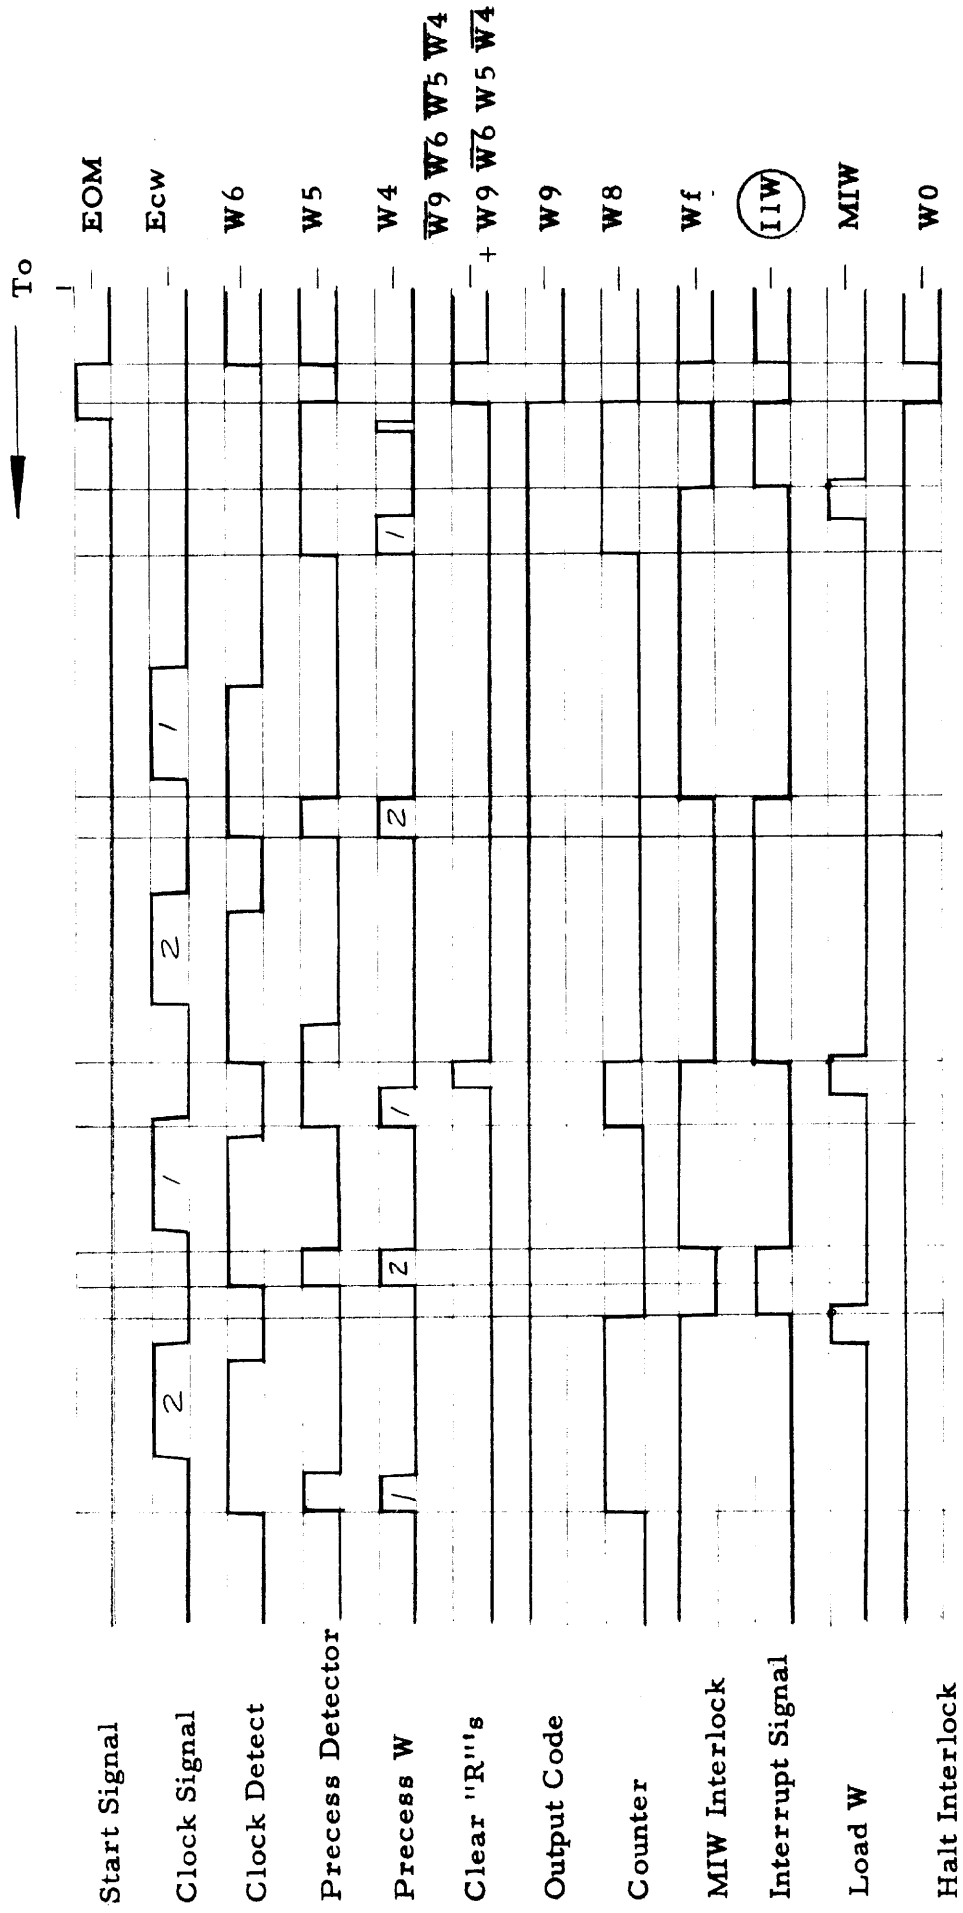 To
EOM
Ecw
W6
W5
W4
W9 W6 W5 W4
+ W9 W6 W5 W4
W9
W8
Wf
I1W
MIW
W0
1
2
1
2
1
2
1
2
1
Start Signal
Clock Signal
Clock Detect
Precess Detector
Precess W
Clear "R"'s
Output Code
Counter
MIW Interlock
Interrupt Signal
Load W
Halt Interlock